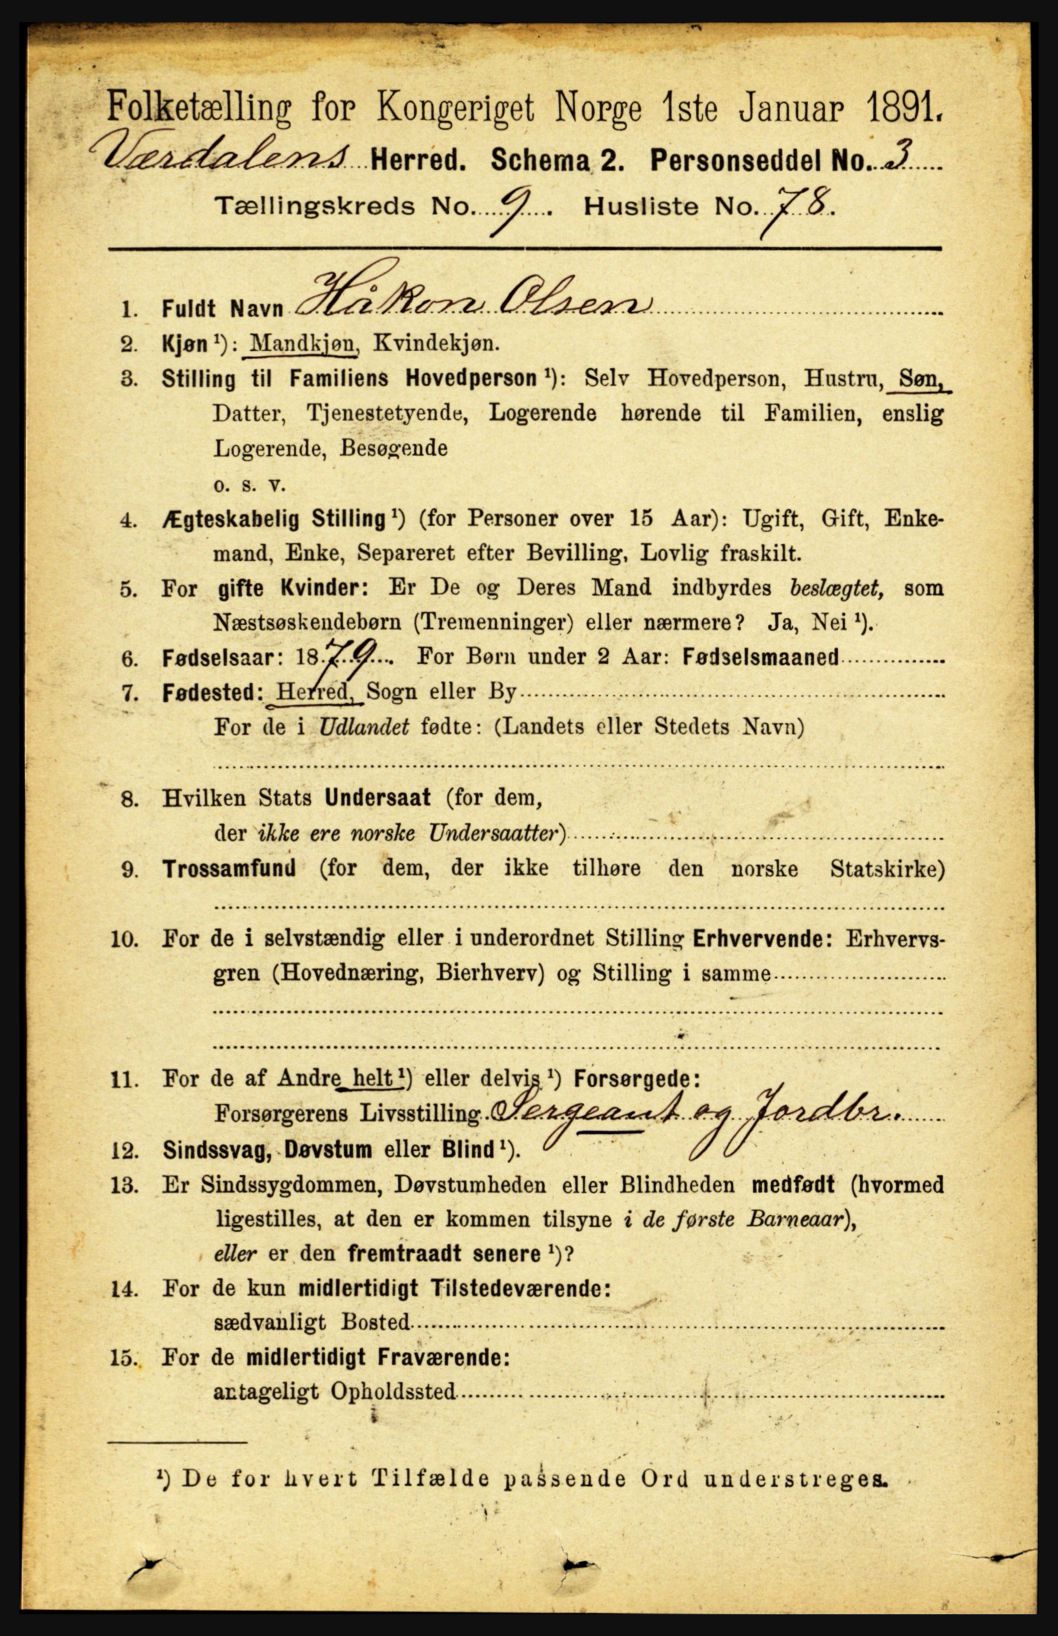 Folketælling for Kongeriget Norge 1ste Januar 1891.
Værdalens Herred. Schema 2. Personseddel No. 3
Tællingskreds No. 9. Husliste No. 78.
1. Fuldt Navn Håkon Olsen
2. Kjøn ¹): Mandkjøn, Kvindekjøn.
3. Stilling til Familiens Hovedperson ¹): Selv Hovedperson, Hustru, Søn,
Datter, Tjenestetyende, Logerende hørende til Familien, enslig
Logerende, Besøgende
o. s. v.
4. Ægteskabelig Stilling ¹) (for Personer over 15 Aar): Ugift, Gift, Enke-
mand, Enke, Separeret efter Bevilling, Lovlig fraskilt.
5. For gifte Kvinder: Er De og Deres Mand indbyrdes beslægtet, som
Næstsøskendebørn (Tremenninger) eller nærmere? Ja, Nei ¹).
6. Fødselsaar: 1879. For Børn under 2 Aar: Fødselsmaaned
7. Fødested: Herred, Sogn eller By
For de i Udlandet fødte: (Landets eller Stedets Navn)
8. Hvilken Stats Undersaat (for dem,
der ikke ere norske Undersaatter)
9. Trossamfund (for dem, der ikke tilhøre den norske Statskirke)
10. For de i selvstændig eller i underordnet Stilling Erhvervende: Erhvervs-
gren (Hovednæring, Bierhverv) og Stilling i samme
11. For de af Andre helt ¹) eller delvis ¹) Forsørgede:
Forsørgerens Livsstilling. Sergeant og Jordbr.
12. Sindssvag, Døvstum eller Blind ¹).
13. Er Sindssygdommen, Døvstumheden eller Blindheden medfødt (hvormed
ligestilles, at den er kommen tilsyne i de første Barneaar),
eller er den fremtraadt senere ¹)?
14. For de kun midlertidigt Tilstedeværende:
sædvanligt Bosted
15. For de midlertidigt Fraværende:
antageligt Opholdssted
¹) De for hvert Tilfælde passende Ord understreges.